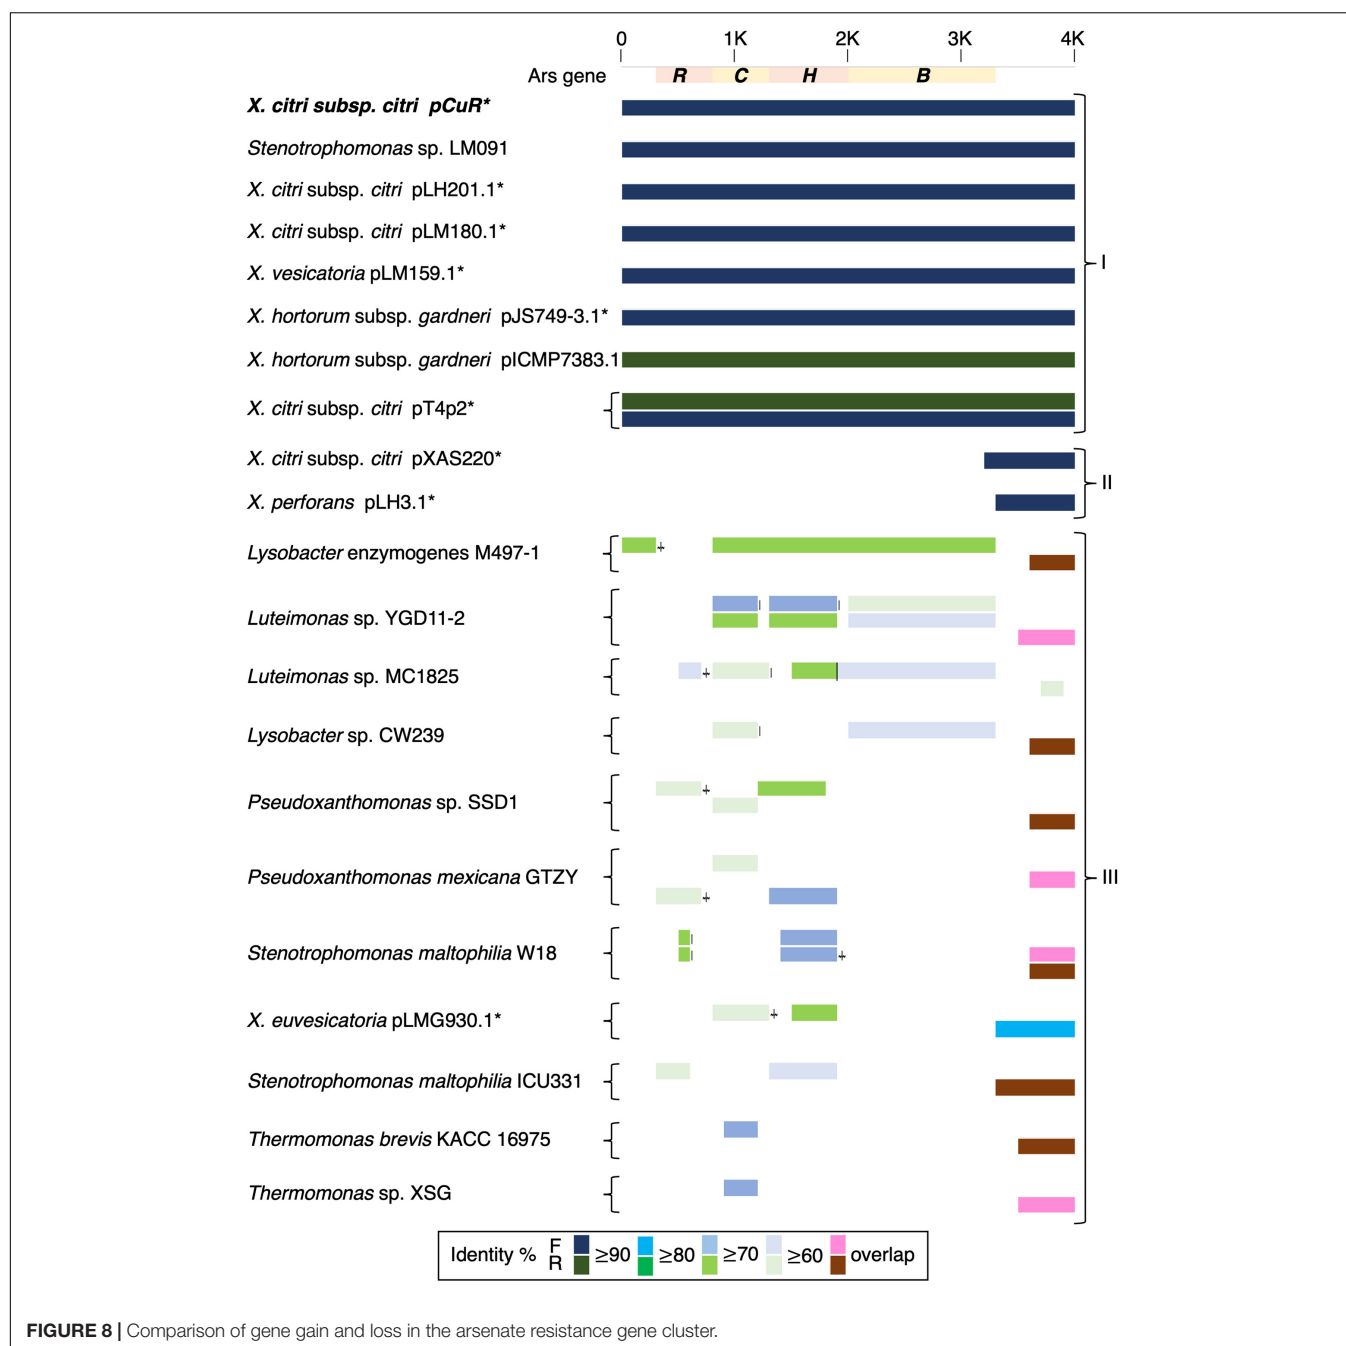 0 1K 2K 3K 4K
Ars gene R C H B
X. citri subsp. citri pCuR*
Stenotrophomonas sp. LM091
X. citri subsp. citri pLH201.1*
X. citri subsp. citri pLM180.1*
X. vesicatoria pLM159.1*
I
X. hortorum subsp. gardneri pJS749-3.1*
X. hortorum subsp. gardneri pICMP7383.1
X. citri subsp. citri pT4p2*
X. citri subsp. citri pXAS220*
II
X. perforans pLH3.1*
Lysobacter enzymogenes M497-1
Luteimonas sp. YGD11-2
Luteimonas sp. MC1825
Lysobacter sp. CW239
Pseudoxanthomonas sp. SSD1
Pseudoxanthomonas mexicana GTZY
III
Stenotrophomonas maltophilia W18
X. euvesicatoria pLMG930.1*
Stenotrophomonas maltophilia ICU331
Thermomonas brevis KACC 16975
Thermomonas sp. XSG
Identity % F R ≥90 ≥80 ≥70 ≥60 overlap
FIGURE 8 | Comparison of gene gain and loss in the arsenate resistance gene cluster.